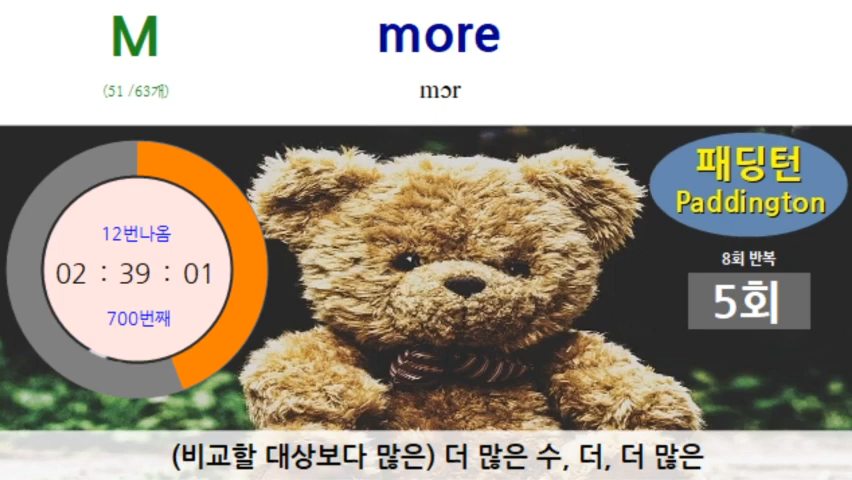 M
more
(51 /63개)
mɔr
패딩턴
Paddington
12번나옴
02 : 39 : 01
700번째
8회 반복
5회
(비교할 대상보다 많은) 더 많은 수, 더, 더 많은